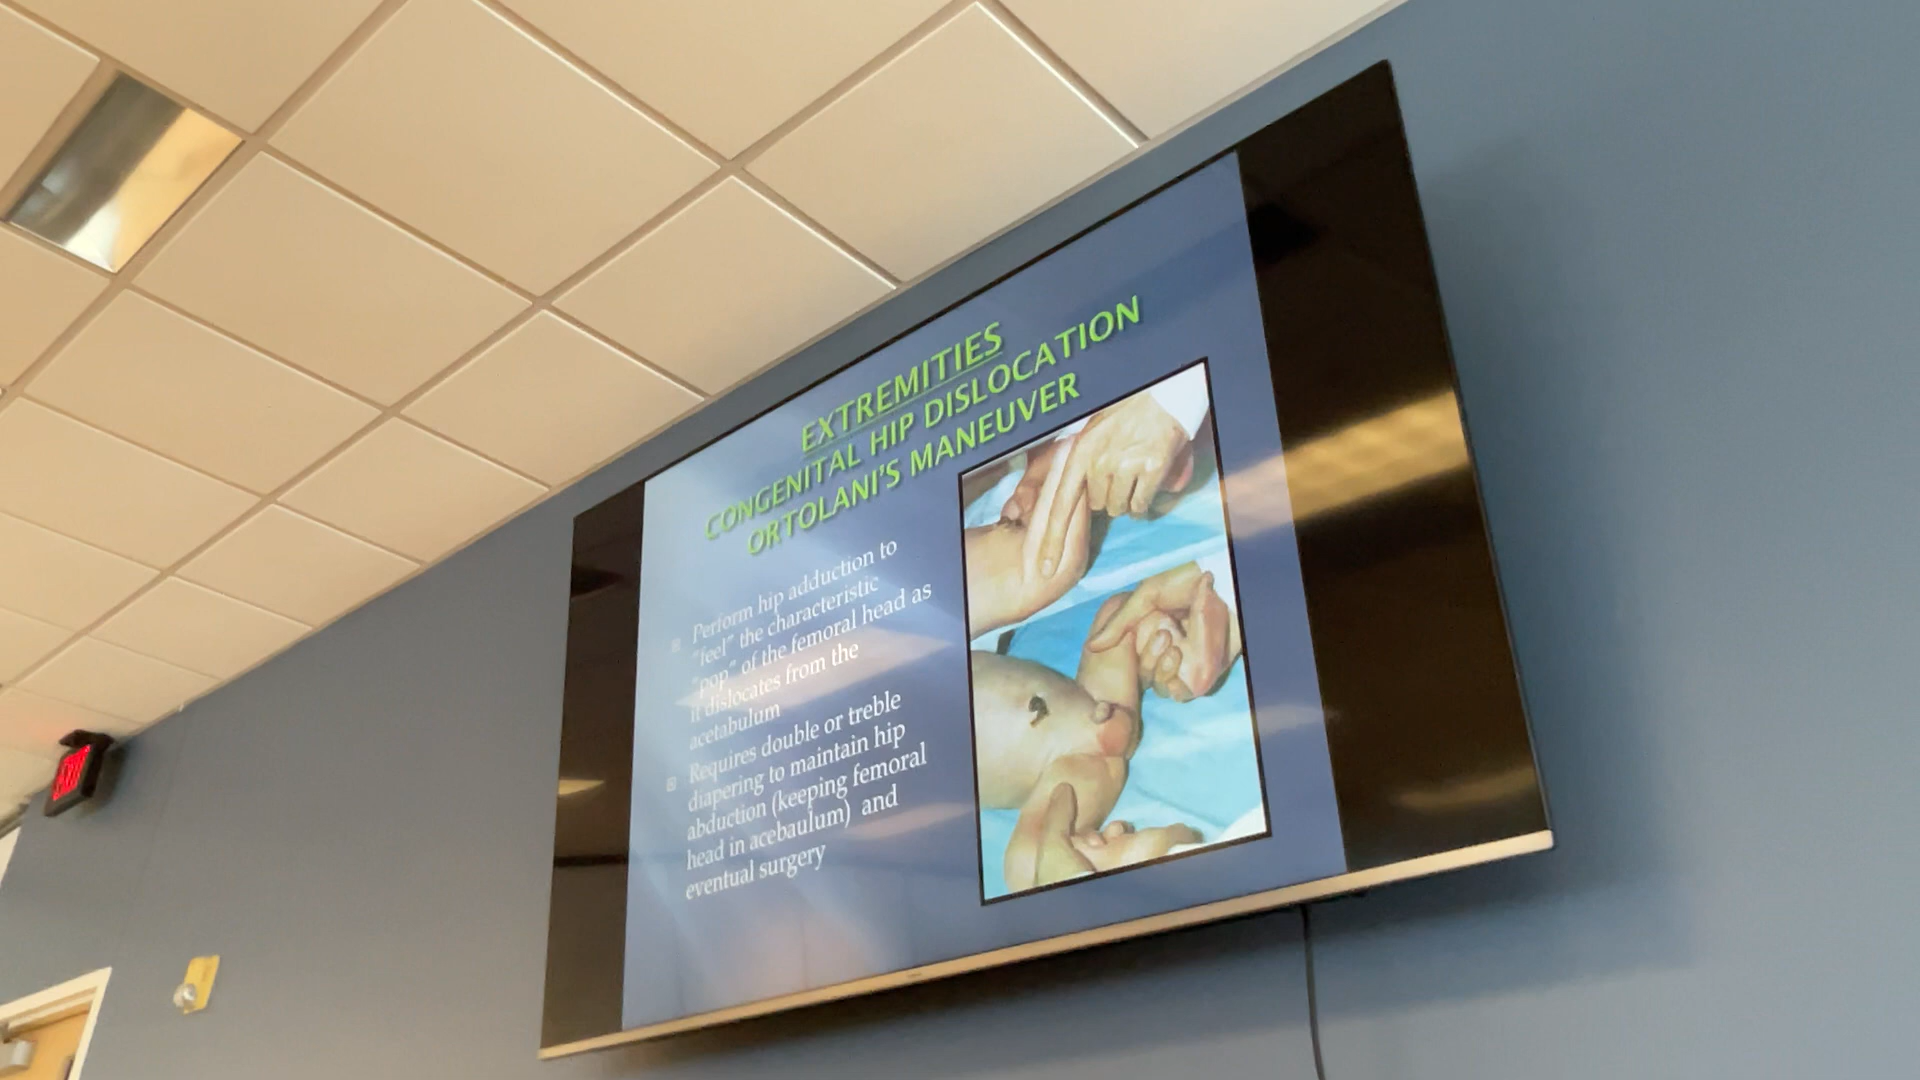 EXTREMITIES
CONGENITAL HIP DISLOCATION
ORTOLANI'S MANEUVER
Perform hip adduction to
"feel" the characteristic
"pop" of the femoral head as
it dislocates from the
acetabulum
Requires double or treble
diapering to maintain hip
abduction (keeping femoral
head in acebaulum) and
eventual surgery
EXIT